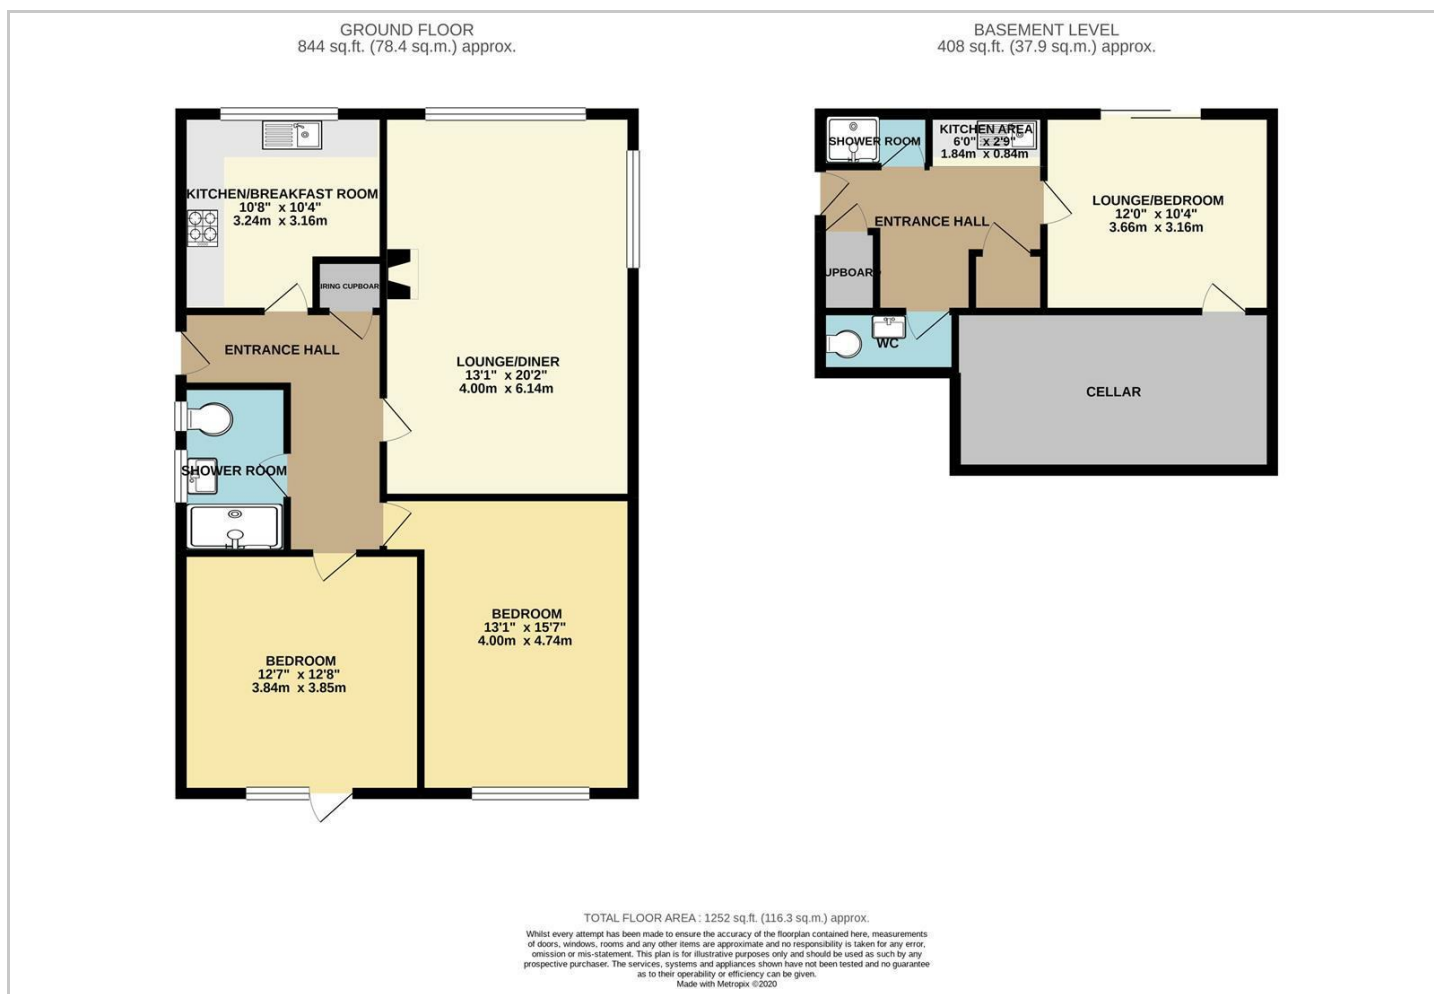 GROUND FLOOR
844 sq.ft. (78.4 sq.m.) approx.
KITCHEN/BREAKFAST ROOM
10'8" x 10'4"
3.24m x 3.16m
IRING CUPBOAR
ENTRANCE HALL
LOUNGE/DINER
13'1" x 20'2"
4.00m x 6.14m
SHOWER ROOM
BEDROOM
13'1" x 15'7"
4.00m x 4.74m
BEDROOM
12'7" x 12'8"
3.84m x 3.85m
BASEMENT LEVEL
408 sq.ft. (37.9 sq.m.) approx.
SHOWER ROOM
KITCHEN AREA
6'0" x 2'9"
1.84m x 0.84m
ENTRANCE HALL
LOUNGE/BEDROOM
12'0" x 10'4"
3.66m x 3.16m
UPBOARD
WC
CELLAR
TOTAL FLOOR AREA : 1252 sq.ft. (116.3 sq.m.) approx.
Whilst every attempt has been made to ensure the accuracy of the floorplan contained here, measurements
of doors, windows, rooms and any other items are approximate and no responsibility is taken for any error,
omission or mis-statement. This plan is for illustrative purposes only and should be used as such by any
prospective purchaser. The services, systems and appliances shown have not been tested and no guarantee
as to their operability or efficiency can be given.
Made with Metropix ©2020